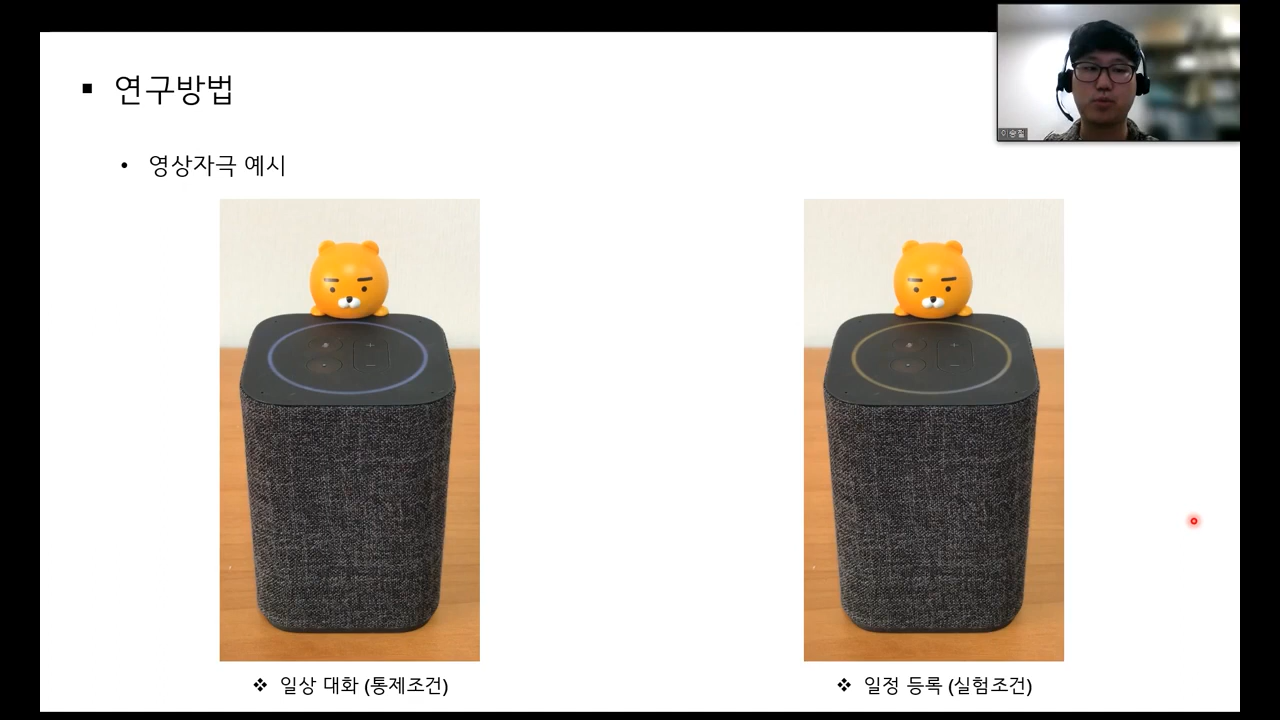 ▪ 연구방법
• 영상자극 예시
❖ 일상 대화 (통제조건)
❖ 일정 등록 (실험조건)